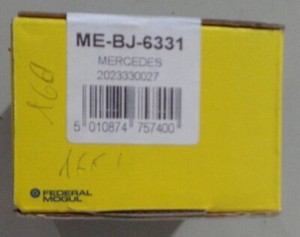 ME-BJ-6331
MERCEDES
2023330027
5 010874 757400
FEDERAL
MOGUL